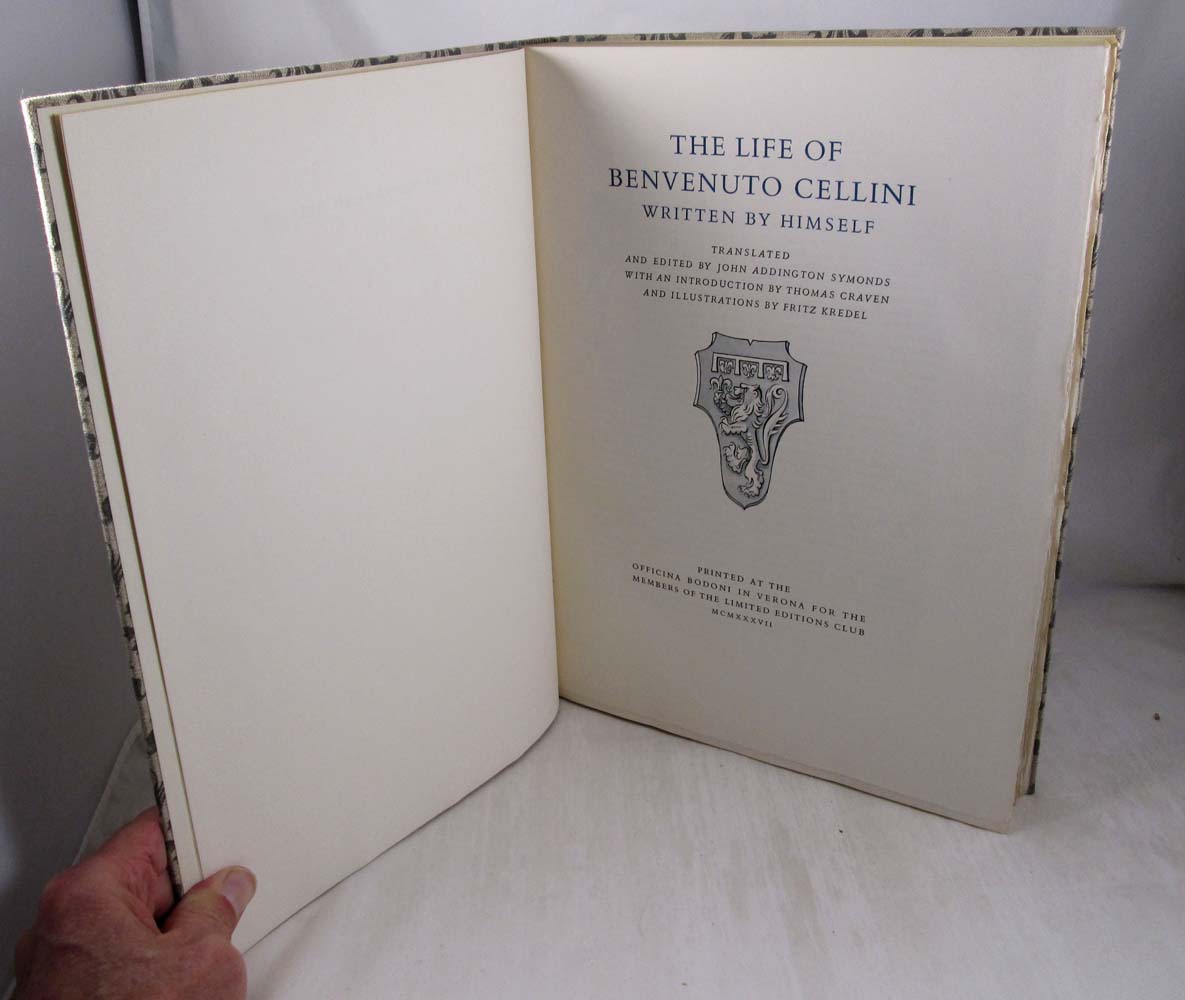 THE LIFE OF
BENVENUTO CELLINI
WRITTEN BY HIMSELF
TRANSLATED
AND EDITED BY JOHN ADDINGTON SYMONDS
WITH AN INTRODUCTION BY THOMAS CRAVEN
AND ILLUSTRATIONS BY FRITZ KREDEL
PRINTED AT THE
OFFICINA BODONI IN VERONA FOR THE
MEMBERS OF THE LIMITED EDITIONS CLUB
MCMXXXVII